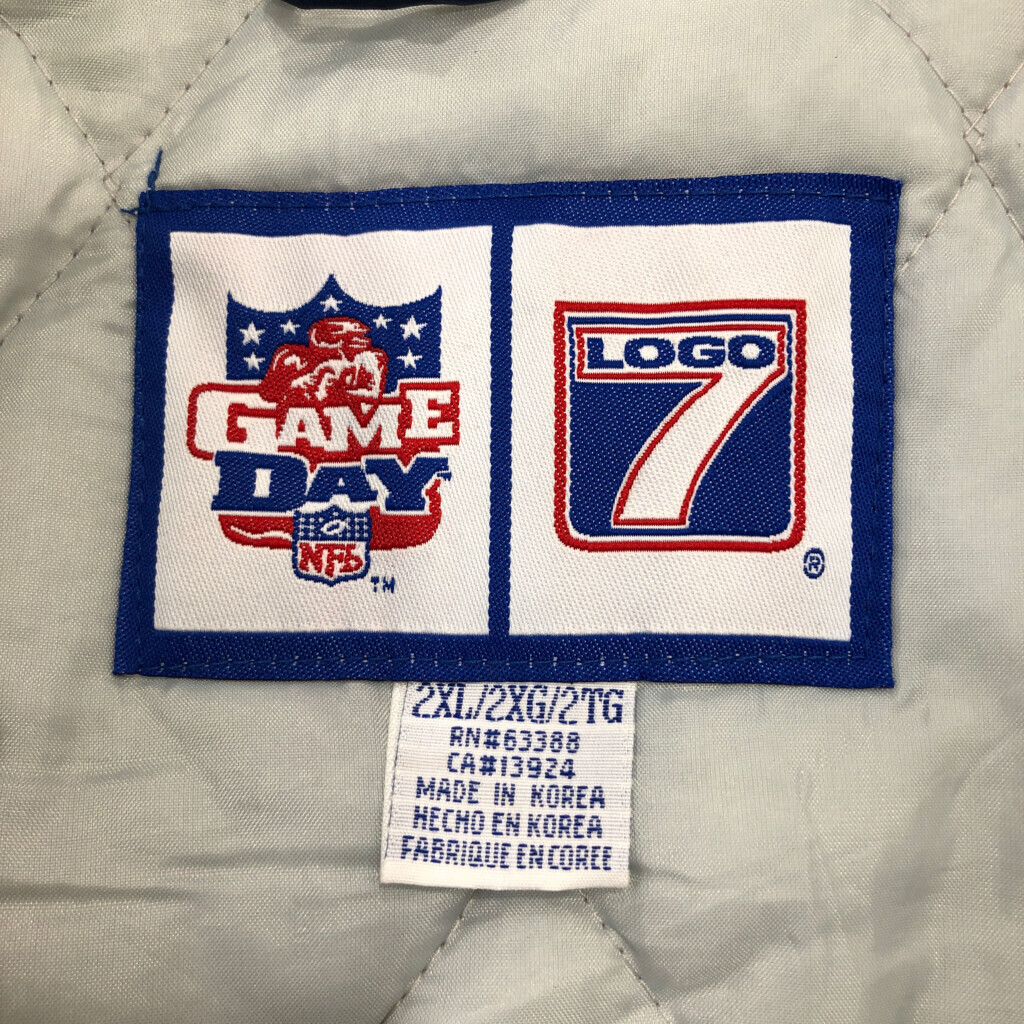 GAME
DAY™
NFL
TM
LOGO
7
®
2XL/2XG/2TG
RN#63388
CA#13924
MADE IN KOREA
HECHO EN KOREA
FABRIQUE EN COREE